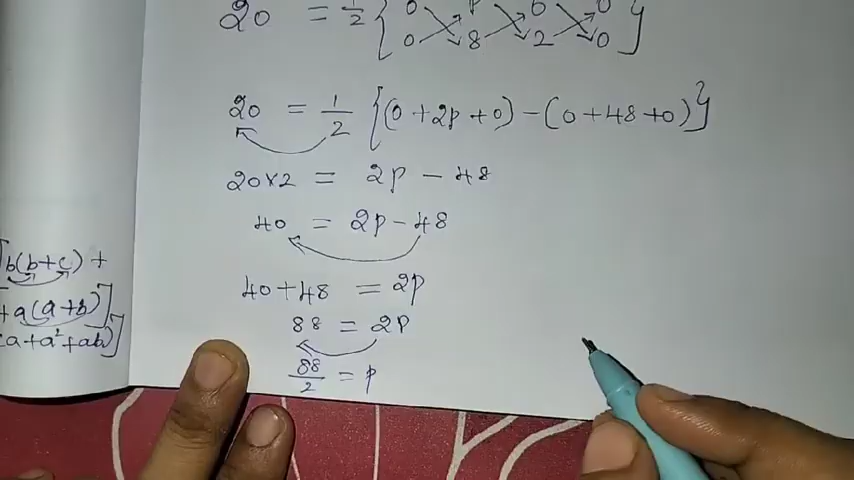 20 = 1/2 { 0 p 6 0
0 8 2 0 }
20 = 1/2 {(0+2p+0) - (0+48+0)}
20×2 = 2p - 48
40 = 2p - 48
40+48 = 2p
88 = 2p
88/2 = p
b(b+c) +
+a(a+b)]
a+a²+ab)]